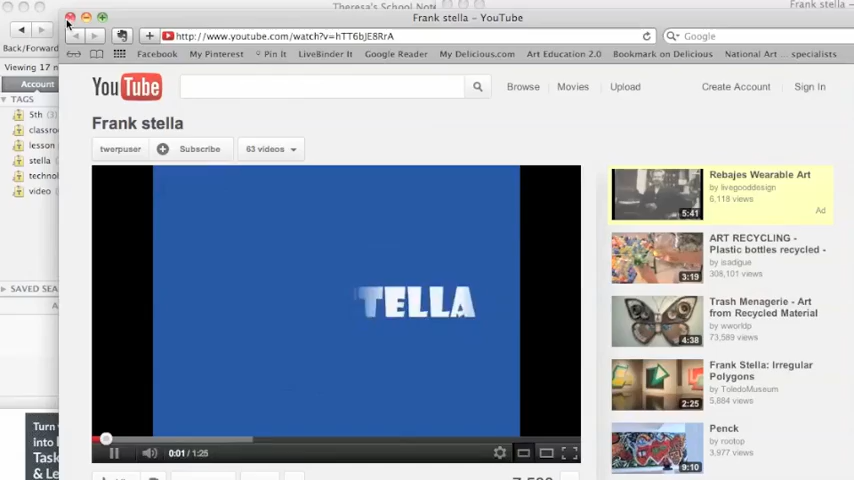 Theresa's School Note
Frank stella -
Frank stella – YouTube
http://www.youtube.com/watch?v=hTT6bJE8RrA
Google
Back/Forward
Facebook My Pinterest Pin It LiveBinder It Google Reader My Delicious.com Art Education 2.0 Bookmark on Delicious National Art ... specialists
Viewing 17 n
Account
TAGS
5th
classroo
lesson
stella
technol
video
SAVED SEA
Turn
into
Task
& Le
YouTube
Browse Movies Upload Create Account Sign In
Frank stella
twerpuser Subscribe 63 videos
TELLA
0:01 / 1:25
Rebajes Wearable Art
by livegooddesign
6,118 views
Ad
5:41
ART RECYCLING -
Plastic bottles recycled -
by isadigue
308,101 views
3:19
Trash Menagerie - Art
from Recycled Material
by wworldp
73,589 views
4:38
Frank Stella: Irregular
Polygons
by ToledoMuseum
5,884 views
2:25
Penck
by rootop
3,977 views
9:10